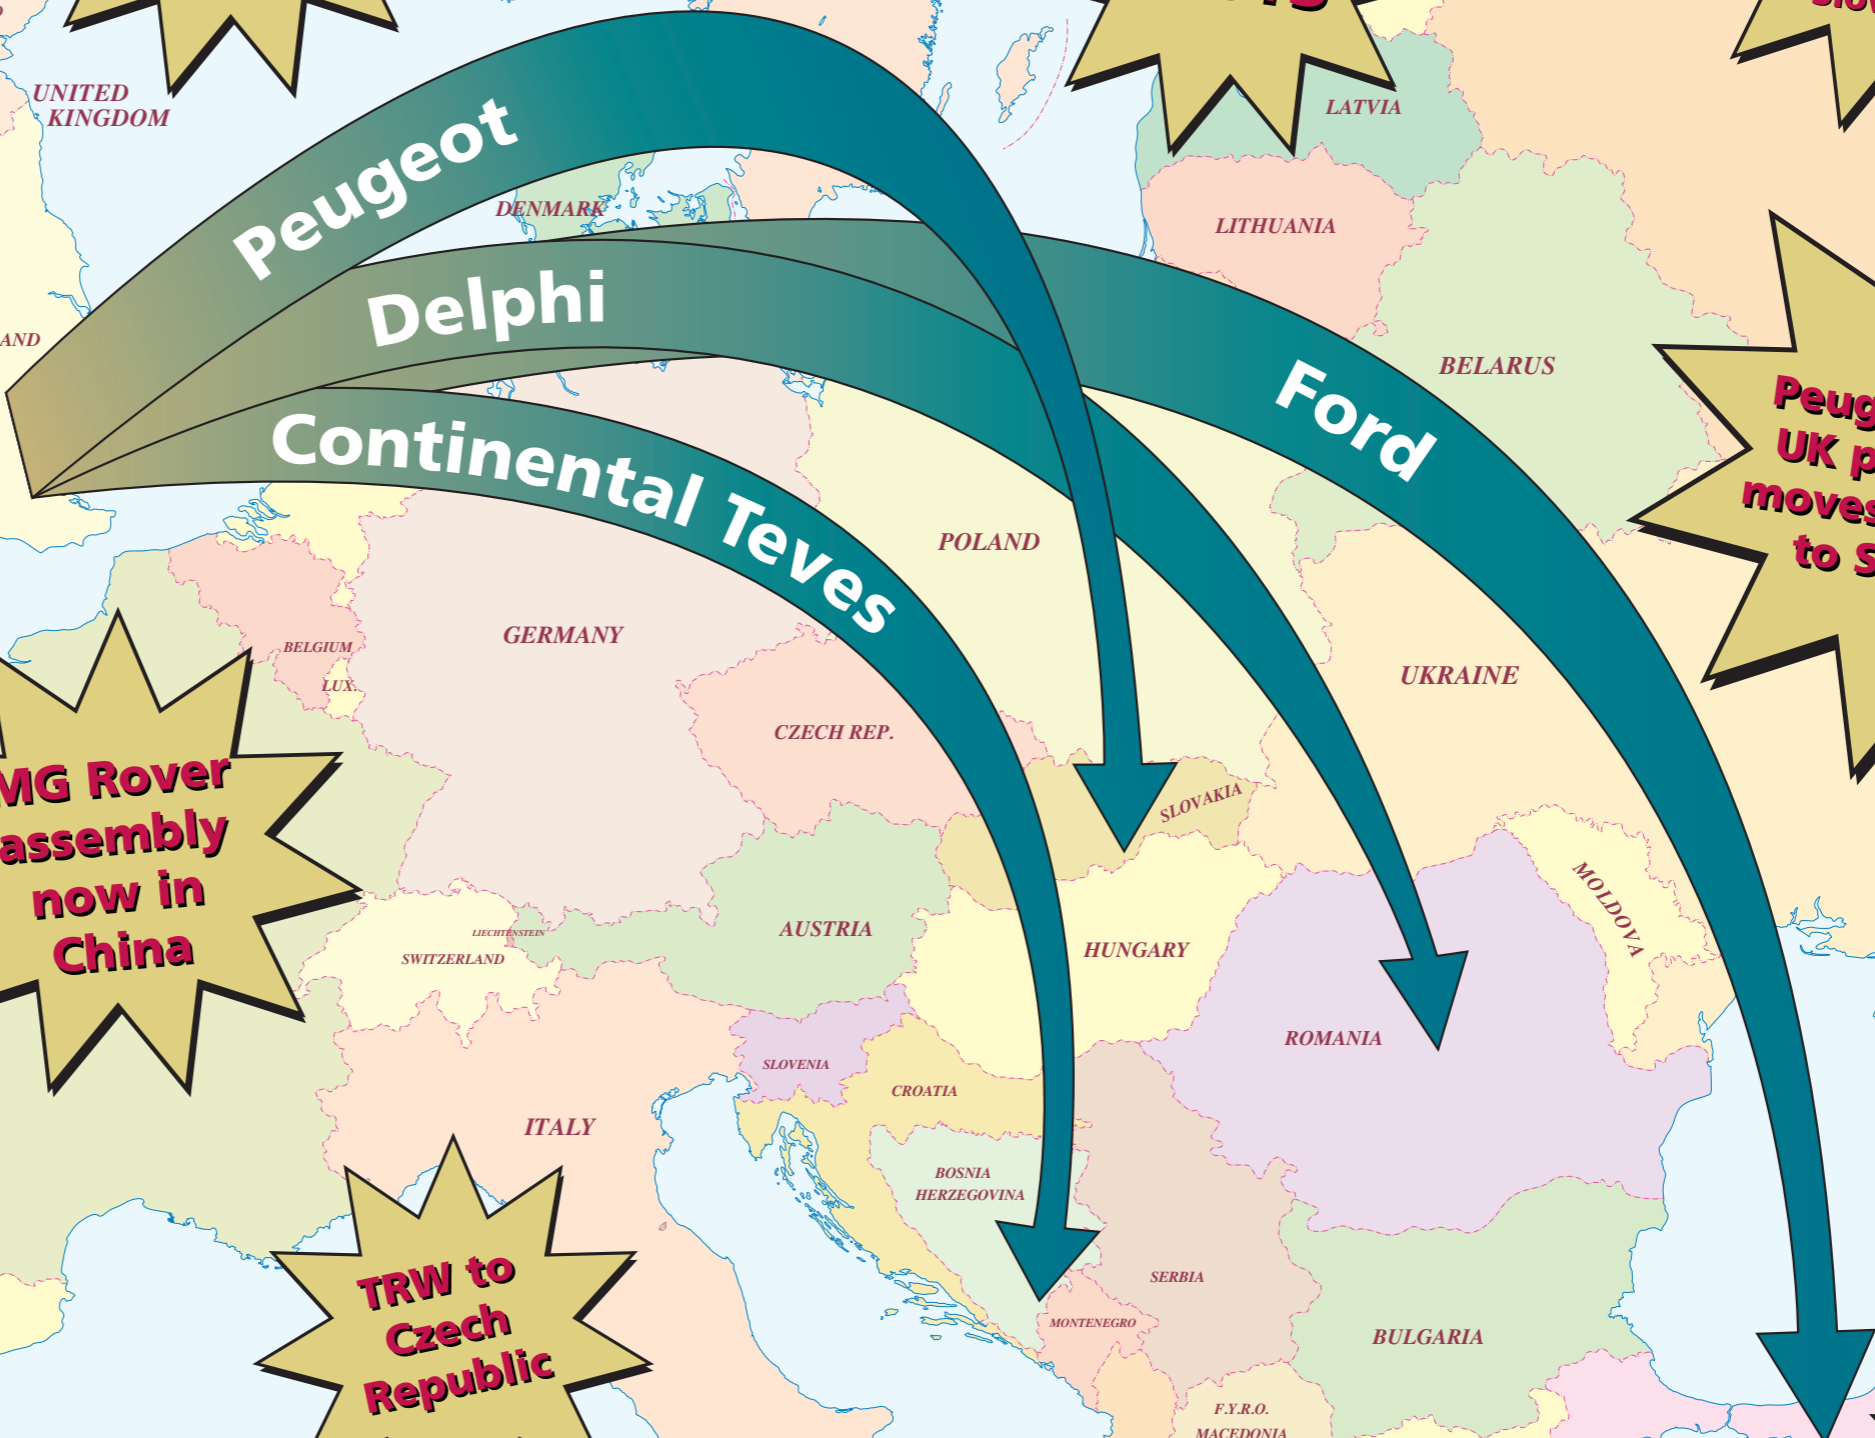 UNITED
KINGDOM
LATVIA
Peugeot
DENMARK
LITHUANIA
Delphi
AND
BELARUS
Ford
Peug
UK p
moves
to S
Continental Teves
POLAND
GERMANY
BELGIUM
LUX.
UKRAINE
CZECH REP.
SLOVAKIA
MG Rover
assembly
now in
China
MOLDOVA
AUSTRIA
LIECHTENSTEIN
SWITZERLAND
HUNGARY
ROMANIA
SLOVENIA
CROATIA
ITALY
BOSNIA
HERZEGOVINA
SERBIA
TRW to
Czech
Republic
MONTENEGRO
BULGARIA
F.Y.R.O.
MACEDONIA